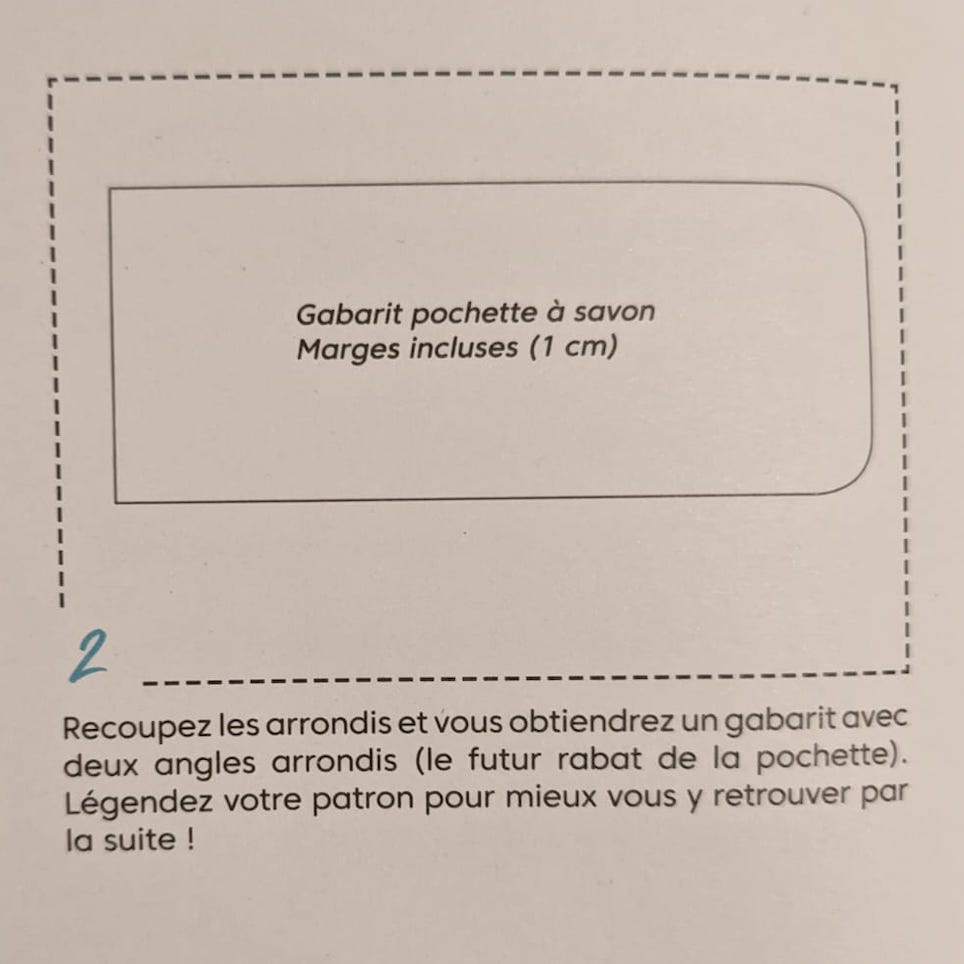 Gabarit pochette à savon
Marges incluses (1 cm)
2
Recoupez les arrondis et vous obtiendrez un gabarit avec
deux angles arrondis (le futur rabat de la pochette).
Légendez votre patron pour mieux vous y retrouver par
la suite !